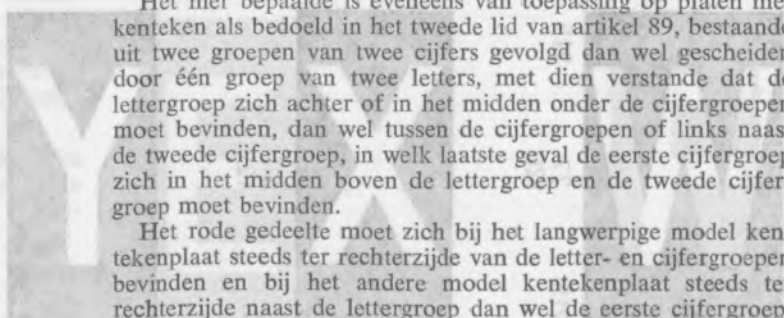 Het hier bepaalde is eveneens van toepassing op platen me
kenteken als bedoeld in het tweede lid van artikel 89, bestaande
uit twee groepen van twee cijfers gevolgd dan wel gescheiden
door één groep van twee letters, met dien verstande dat de
lettergroep zich achter of in het midden onder de cijfergroepen
moet bevinden, dan wel tussen de cijfergroepen of links naas
de tweede cijfergroep, in welk laatste geval de eerste cijfergroep
zich in het midden boven de lettergroep en de tweede cijfer
groep moet bevinden.
Het rode gedeelte moet zich bij het langwerpige model ken
tekenplaat steeds ter rechterzijde van de letter- en cijfergroepen
bevinden en bij het andere model kentekenplaat steeds te
rechterzijde naast de lettergroep dan wel de eerste cijfergroep
Y X W